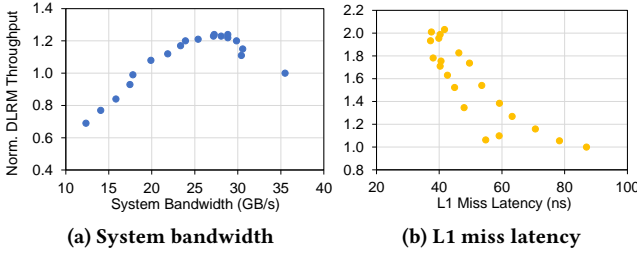 Norm. DLRM Throughput
1.4
1.2
1.0
0.8
0.6
0.4
10 15 20 25 30 35 40
System Bandwidth (GB/s)
(a) System bandwidth
2.2
2.0
1.8
1.6
1.4
1.2
1.0
0.8
20 40 60 80 100
L1 Miss Latency (ns)
(b) L1 miss latency